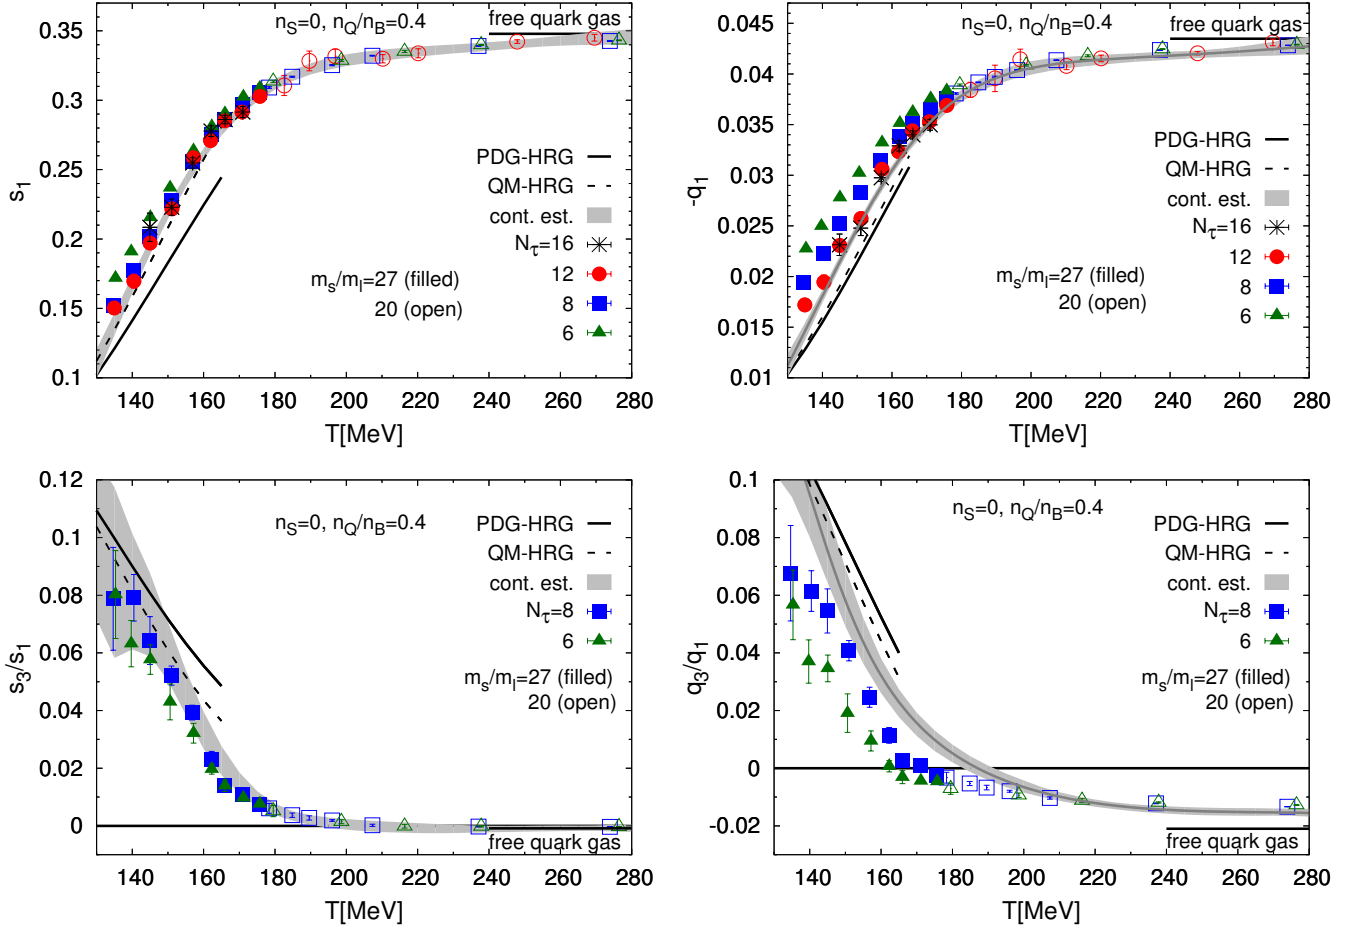 n_S=0, n_Q/n_B=0.4
free quark gas
s_1
0.35
0.3
0.25
0.2
0.15
0.1
PDG-HRG
QM-HRG
cont. est.
N_τ=16
12
8
6
m_s/m_l=27 (filled)
20 (open)
140 160 180 200 220 240 260 280
T[MeV]
n_S=0, n_Q/n_B=0.4
free quark gas
-q_1
0.045
0.04
0.035
0.03
0.025
0.02
0.015
0.01
PDG-HRG
QM-HRG
cont. est.
N_τ=16
12
8
6
m_s/m_l=27 (filled)
20 (open)
140 160 180 200 220 240 260 280
T[MeV]
n_S=0, n_Q/n_B=0.4
s_3/s_1
0.12
0.1
0.08
0.06
0.04
0.02
0
PDG-HRG
QM-HRG
cont. est.
N_τ=8
6
m_s/m_l=27 (filled)
20 (open)
free quark gas
140 160 180 200 220 240 260 280
T[MeV]
n_S=0, n_Q/n_B=0.4
q_3/q_1
0.1
0.08
0.06
0.04
0.02
0
-0.02
PDG-HRG
QM-HRG
cont. est.
N_τ=8
6
m_s/m_l=27 (filled)
20 (open)
free quark gas
140 160 180 200 220 240 260 280
T[MeV]